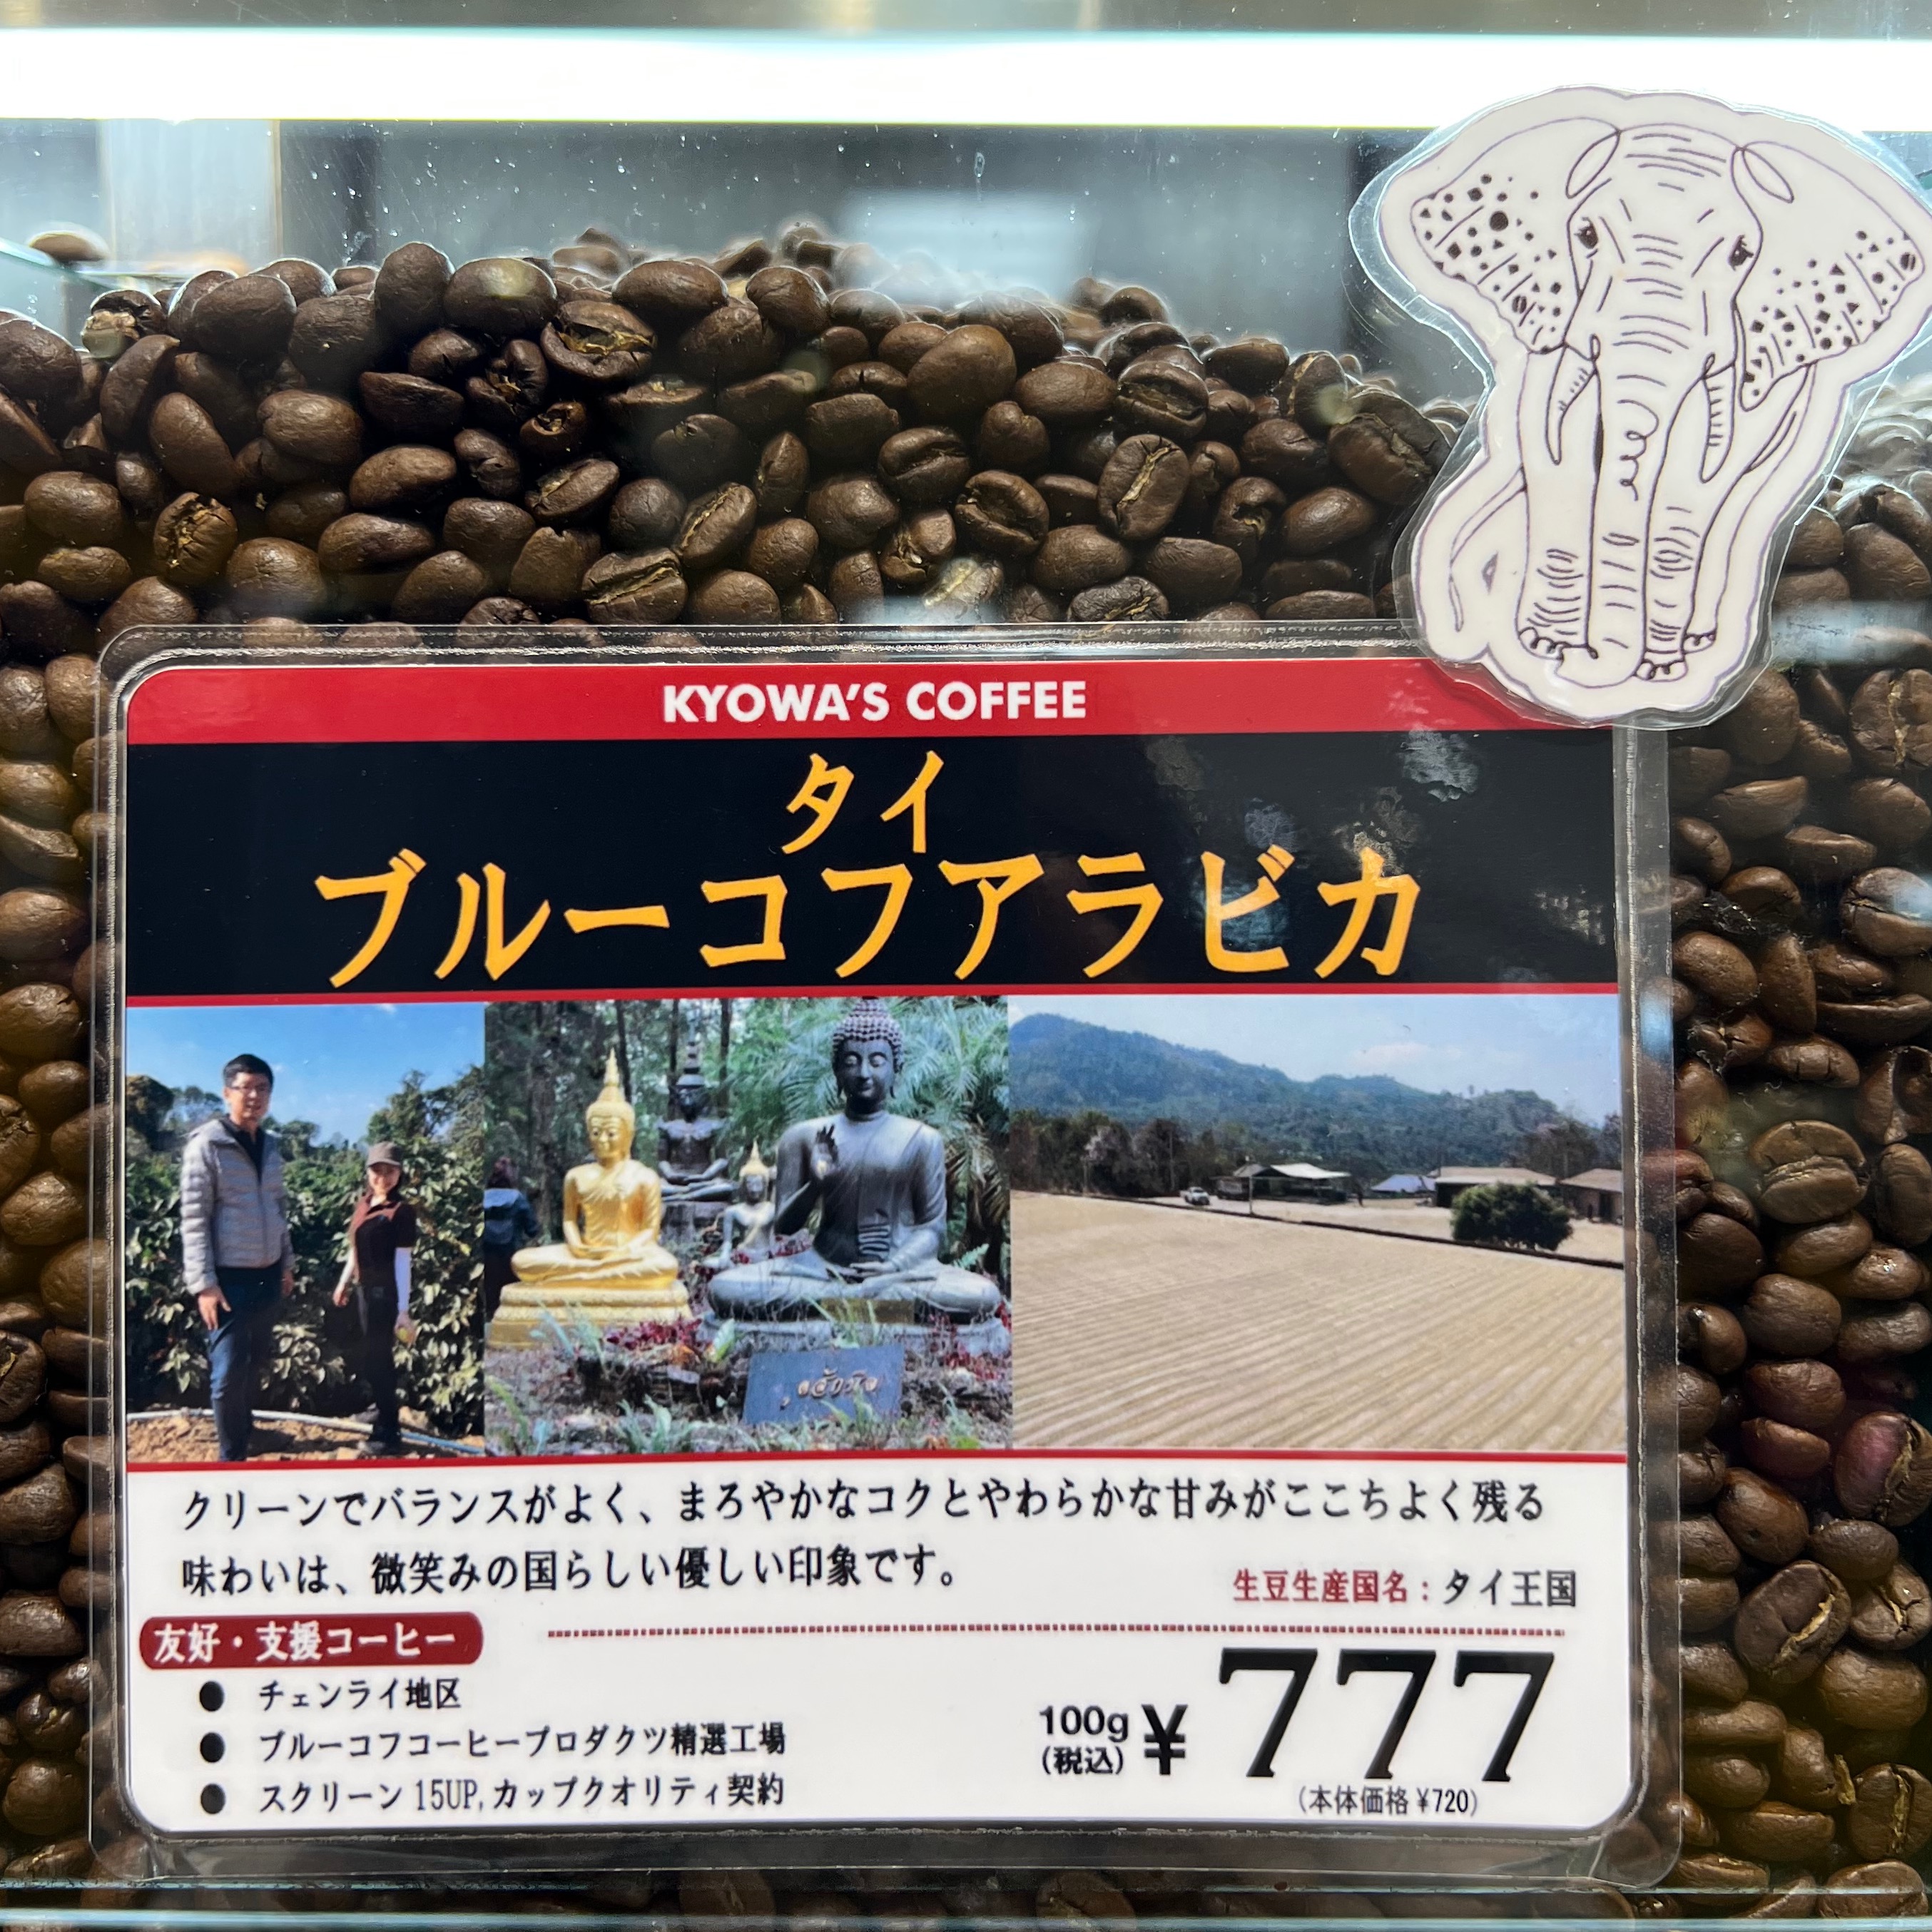 KYOWA'S COFFEE
タイ
ブルーコフアラビカ
クリーンでバランスがよく、まろやかなコクとやわらかな甘みがここちよく残る
味わいは、微笑みの国らしい優しい印象です。
生豆生産国名：タイ王国
友好・支援コーヒー
● チェンライ地区
● ブルーコフコーヒープロダクツ精選工場
● スクリーン15UP,カップクオリティ契約
100g
(税込)
¥777
(本体価格¥720)